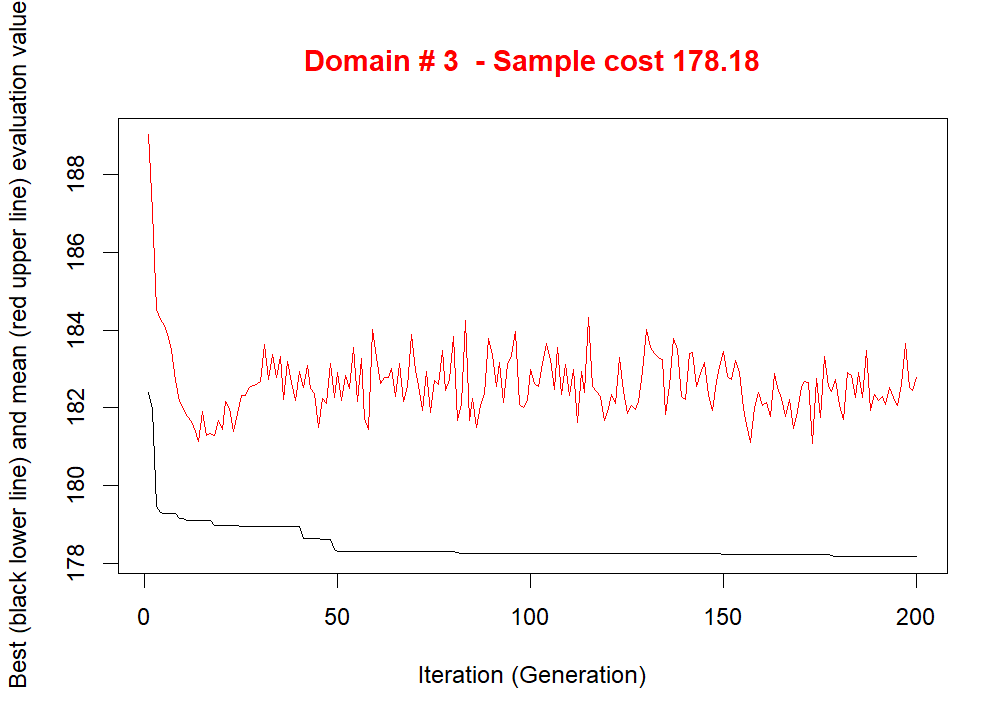 Domain # 3  - Sample cost 178.18
Best (black lower line) and mean (red upper line) evaluation value
188
186
184
182
180
178
0 50 100 150 200
Iteration (Generation)